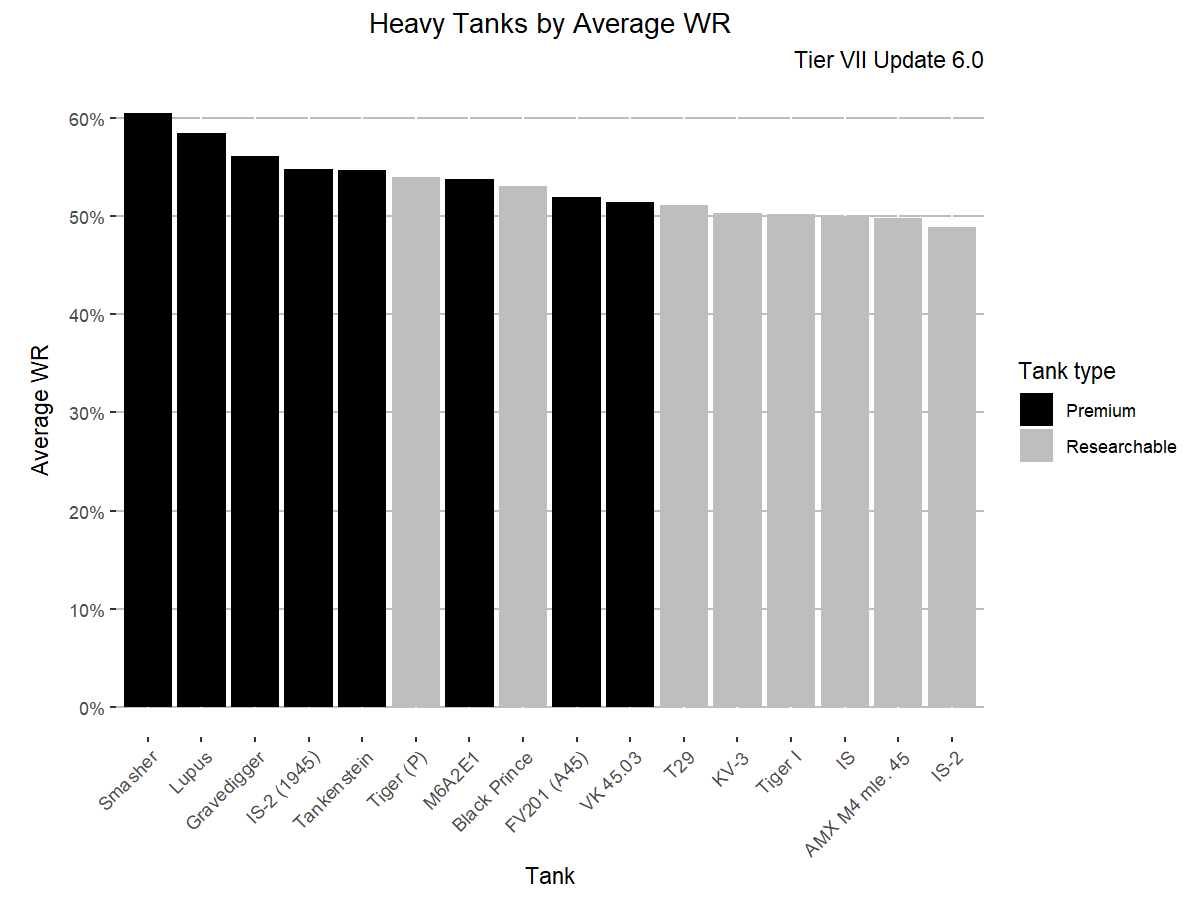 Heavy Tanks by Average WR
Tier VII Update 6.0
Average WR
60%
50%
40%
30%
20%
10%
0%
Smasher
Lupus
Gravedigger
IS-2 (1945)
Tankenstein
Tiger (P)
M6A2E1
Black Prince
FV201 (A45)
VK 45.03
T29
KV-3
Tiger I
IS
AMX M4 mle. 45
IS-2
Tank
Tank type
Premium
Researchable